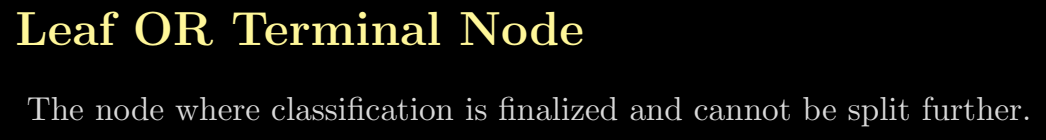 Leaf OR Terminal Node
The node where classification is finalized and cannot be split further.